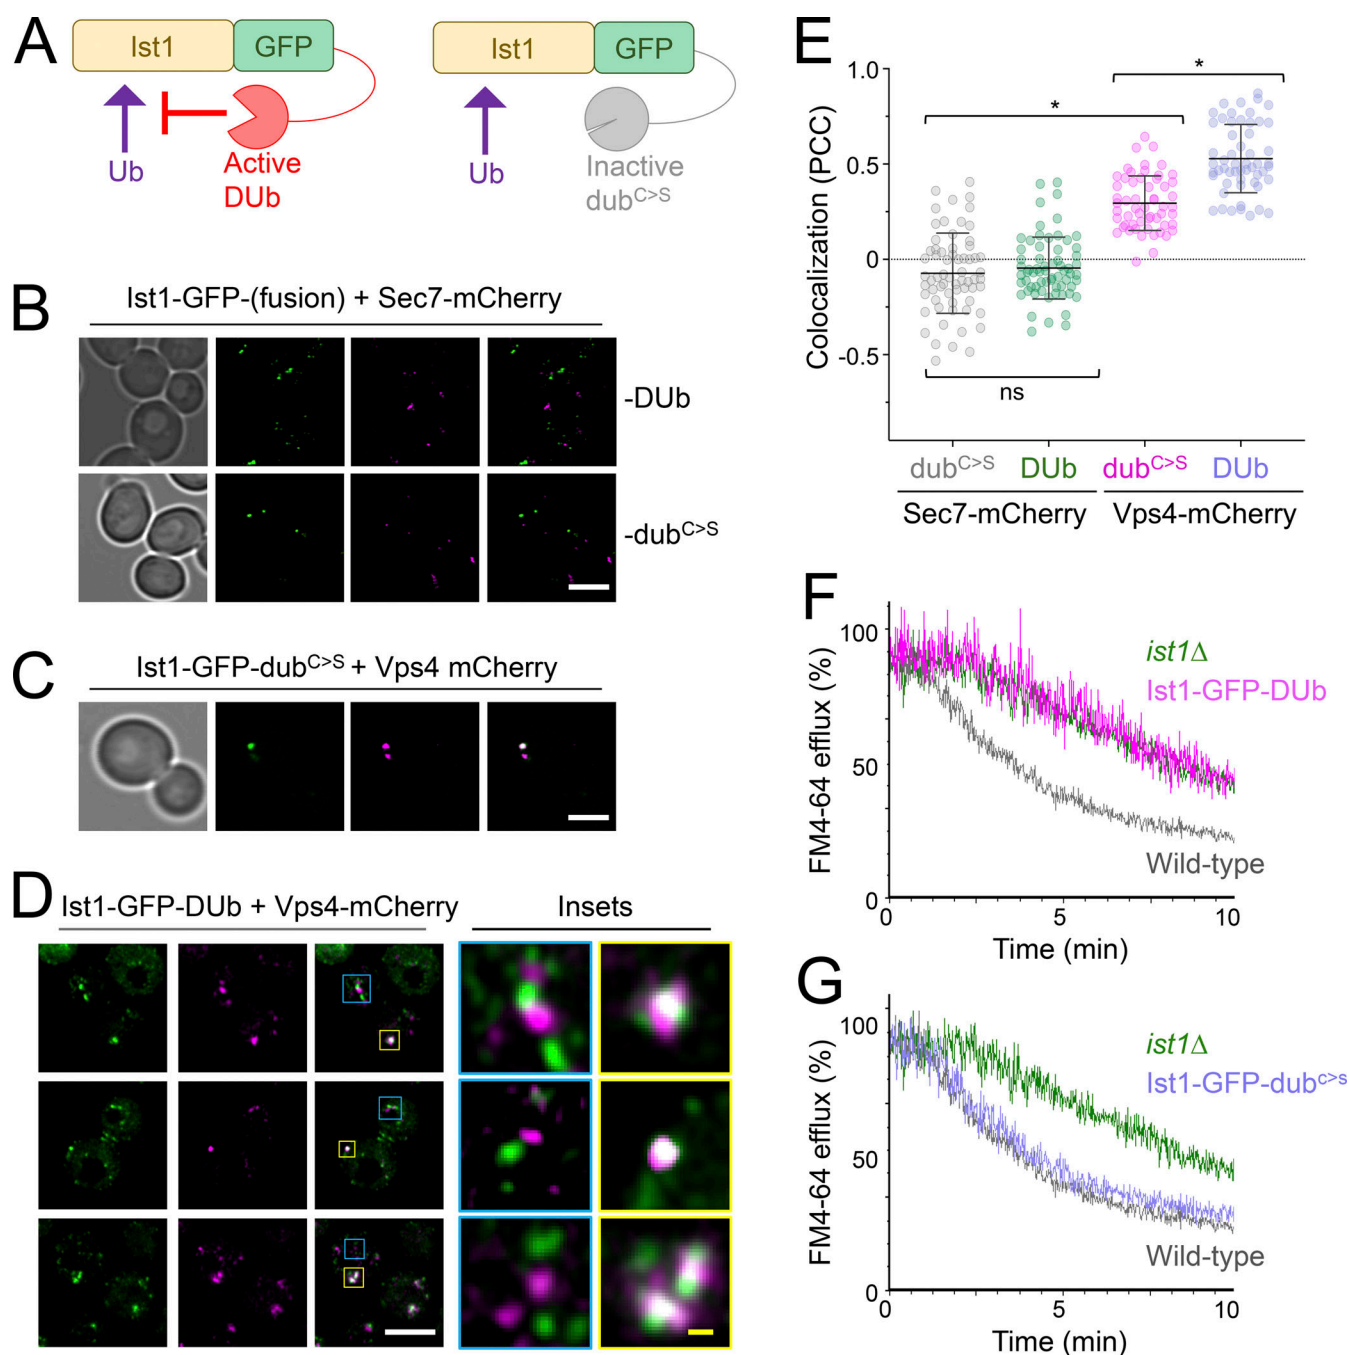 A
Ist1
GFP
Ub
Active
DUb
Ist1
GFP
Ub
Inactive
dub^C>S
B
Ist1-GFP-(fusion) + Sec7-mCherry
-DUb
-dub^C>S
C
Ist1-GFP-dub^C>S + Vps4 mCherry
D
Ist1-GFP-DUb + Vps4-mCherry
Insets
E
Colocalization (PCC)
1.0
0.5
0
-0.5
*
*
ns
dub^C>S
DUb
dub^C>S
DUb
Sec7-mCherry
Vps4-mCherry
F
FM4-64 efflux (%)
100
50
0
ist1Δ
Ist1-GFP-DUb
Wild-type
0
5
10
Time (min)
G
FM4-64 efflux (%)
100
50
0
ist1Δ
Ist1-GFP-dub^c>s
Wild-type
0
5
10
Time (min)